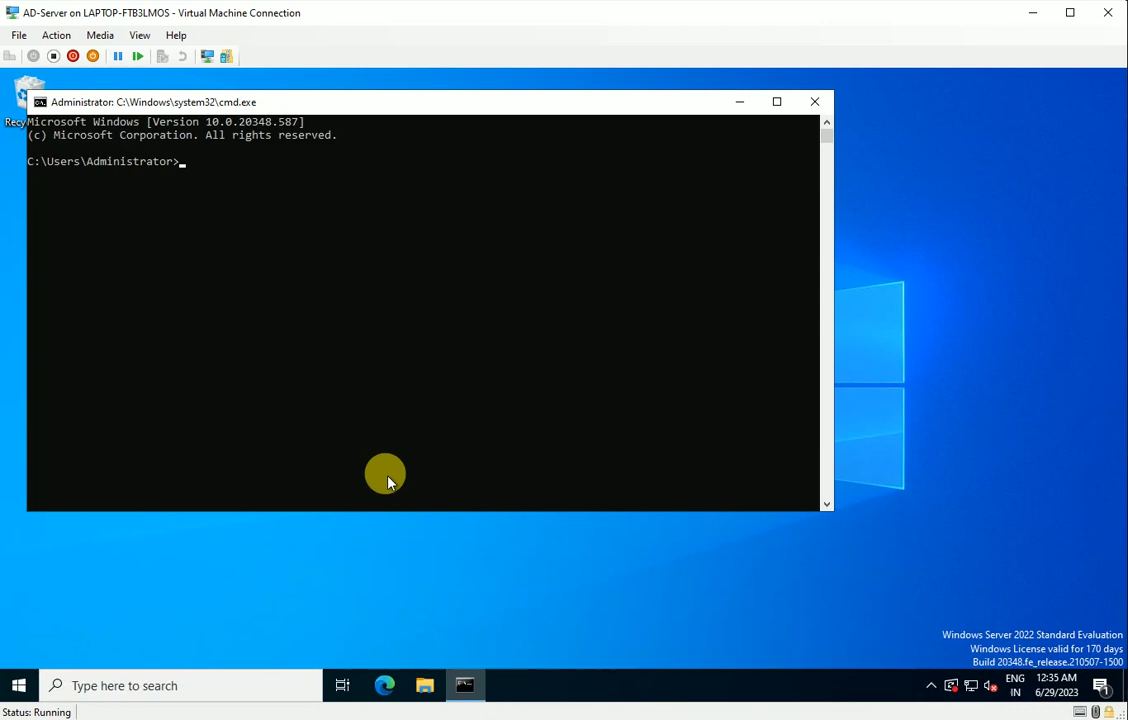 AD-Server on LAPTOP-FTB3LMOS - Virtual Machine Connection
File Action Media View Help
Administrator: C:\Windows\system32\cmd.exe
Recy
Microsoft Windows [Version 10.0.20348.587]
(c) Microsoft Corporation. All rights reserved.
C:\Users\Administrator>
Windows Server 2022 Standard Evaluation
Windows License valid for 170 days
Build 20348.fe_release.210507-1500
Type here to search
ENG
IN
12:35 AM
6/29/2023
1
Status: Running